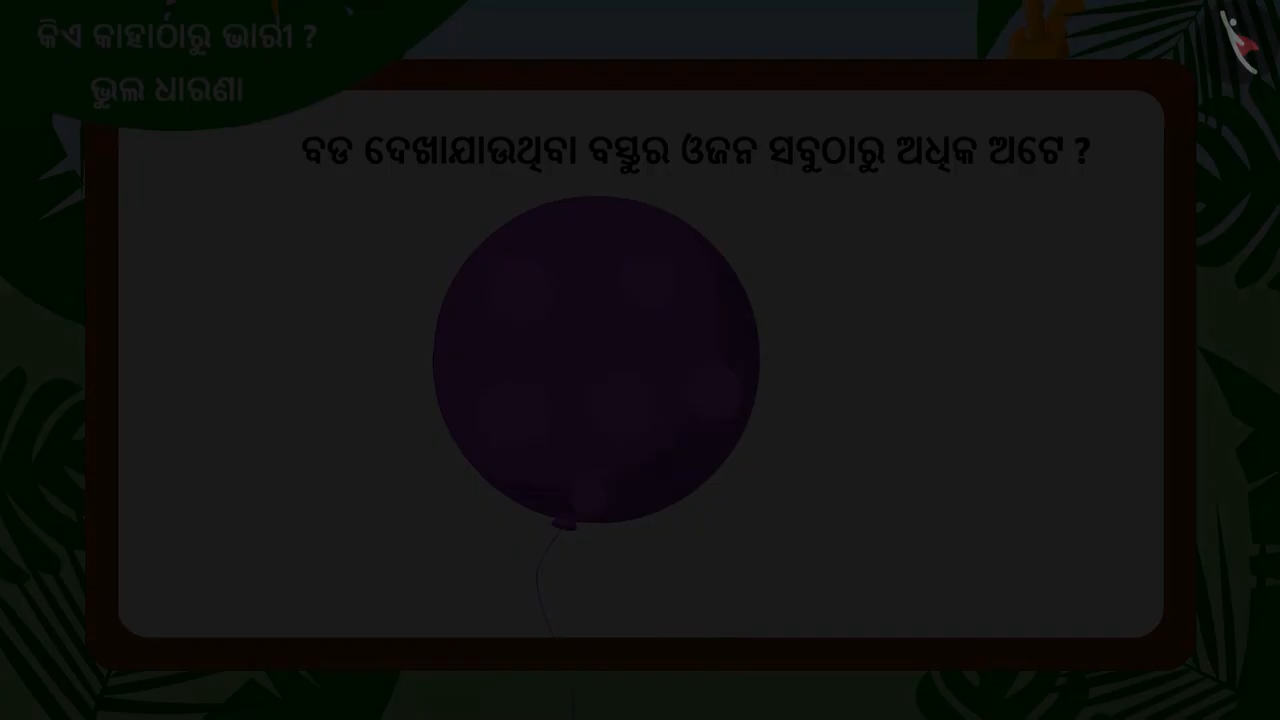 କିଏ କାହାଠାରୁ ଭାରୀ ?
ଭୁଲ ଧାରଣା
ବଡ ଦେଖାଯାଉଥିବା ବସ୍ତୁର ଓଜନ ସବୁଠାରୁ ଅଧିକ ଅଟେ ?